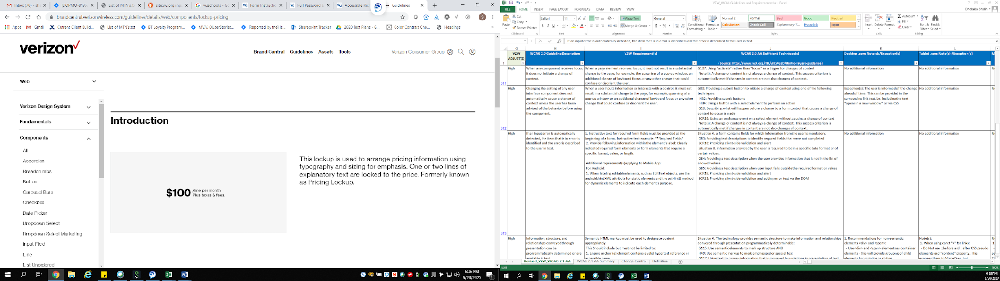 Inbox (70) - sh
[DOPMO-8195
List of MTN's.t
site:w3.org inp
w3schools - G
Form Instructi
Full Password
Accessible Ric
Guidelines
brandcentral.verizonwireless.com/guidelines/details/web/components/lockup-pricing
Apps
Gmail
Current Client Build...
List of MTN's.txt
BT Loyalty Program...
MVA3.0UserStories...
[Reported by me] Is...
Sharepoint Tracker
2020 Test Plans - G...
Color Contrast Che...
Headings
verizon
Brand Central
Guidelines
Assets
Tools
Verizon Consumer Group
Web
Verizon Design System
Fundamentals
Components
All
Accordion
Breadcrumbs
Button
Carousel Bars
Checkbox
Date Picker
Dropdown Select
Dropdown Select Marketing
Input Field
Line
List Unordered
Introduction
$100
/line per month
Plus taxes & fees.
This lockup is used to arrange pricing information using
typography and sizing for emphasis. One or two lines of
explanatory text are locked to the price. Formerly known
as Pricing Lockup.
6:36 PM
5/20/2020
VZW_WCAG Guidelines and Requirements.xlsx - Excel
FILE
HOME
INSERT
PAGE LAYOUT
FORMULAS
DATA
REVIEW
VIEW
Cut
Copy
Format Painter
Paste
Clipboard
Calibri
11
Font
Wrap Text
Merge & Center
Alignment
General
Number
Conditional Formatting
Format as Table
Normal 2
Normal
Bad
Good
Neutral
Calculation
Check Cell
Explanatory T...
Hyperlink
Input
Styles
Insert
Delete
Format
Cells
AutoSum
Fill
Clear
Sort & Filter
Find & Select
Editing
If an input error is automatically detected, the item that is in error is identified and the error is described to the user in text.
G
H
I
J
K
L
VZW ADJUSTED
WCAG 2.0 Guideline Description
VZW Requirement(s)
WCAG 2.0 AA Sufficient Technique(s)
(Source: http://www.w3.org/TR/WCAG20/#intro-layers-guidance)
Desktop .com Note(s)/Exception(s)
Tablet .com Note(s)/Exception(s)
311
High
When any component receives focus,
it does not initiate a change of
context.
When a page element receives focus, it must not result in a substantial
change to the page, for example, the spawning of a pop-up window, an
additional change of keyboard focus, or any other change that could
confuse or disorient the user.
G107: Using "activate" rather than "focus" as a trigger for changes of context
Note(s): A change of content is not always a change of context. This success criterion is
automatically met if changes in content are not also changes of context.
No additional information
No additional information
312
High
Changing the setting of any user
interface component does not
automatically cause a change of
context unless the user has been
advised of the behavior before using
the component.
When a user inputs information or interacts with a control, it must not
result in a substantial change to the page, for example, spawning of a
pop-up window or an additional change of keyboard focus or any other
change that could confuse or disorient the user.
G80: Providing a submit button to initiate a change of context using one of the following
techniques
H32: Providing submit buttons
H84: Using a button with a select element to perform an action
G13: Describing what will happen before a change to a form control that causes a change of
context to occur is made
SCR19: Using an onchange event on a select element without causing a change of context
Note(s): A change of content is not always a change of context. This success criterion is
automatically met if changes in content are not also changes of context.
Exception(s): The user is informed of the change
ahead of time. This can be provided in the
surrounding link text, i.e. including the text
"opens in a new window" or via CSS
No additional information
313
High
If an input error is automatically
detected, the item that is in error is
identified and the error is described
to the user in text.
1. Instructive text for required form fields must be provided at the
beginning of a form. Instructive text example: "*Required Fields"
2. Provide following information within the element's label: Clearly
indicated required form elements or form elements that require a
specific format, value, or length.
Additional requirement(s) applying to Mobile App:
For Android:
1. When labeling editable elements, such as EditText objects, use the
android:hint XML attribute for static elements and the setHint() method
for dynamic elements to indicate each element's purpose.
Situation A. a form contains fields for which information from the user is mandatory.
G83: Providing text descriptions to identify required fields that were not completed
SCR18: Providing client-side validation and alert
Situation B. Information provided by the user is required to be in a specific data format or of
certain values.
G84: Providing a text description when the user provides information that is not in the list of
allowed values
G85: Providing a text description when user input falls outside the required format or values
SCR18: Providing client-side validation and alert
SCR32: Providing client-side validation and adding error text via the DOM
No additional information
No additional information
High
Information, structure, and
relationships conveyed through
presentation can be
programmatically determined or are
available in text.
Semantic HTML markup must be used to designate content
appropriately.
This Should include but must not be limited to:
1. Ensure anchor (a) element contains a valid hypertext reference or
accessible name
Situation A. The technology provides semantic structure to make information and relationships
conveyed through presentation programmatically determinable:
G115: Use semantic elements to mark up structure AND
H49: Use semantic markup to mark emphasized or special text
G117: Using text to convey information that is conveyed by variations in presentation of text
1. Recommendations for non-semantic
elements <div> and <span>:
- Use <div> and <span> elements as container
elements - this will provide grouping of child
elements for scripting or styling
Note(s):
1. When using caret ">" for links:
- Do Not use ::before and ::after CSS pseudo
elements and "content" property. This
exposes them to VoiceOver, but
Revised_VZW_WCAG 2.1 AA
WCAG 2.1 AA Summary
Change Control
Definition
EDIT
100%